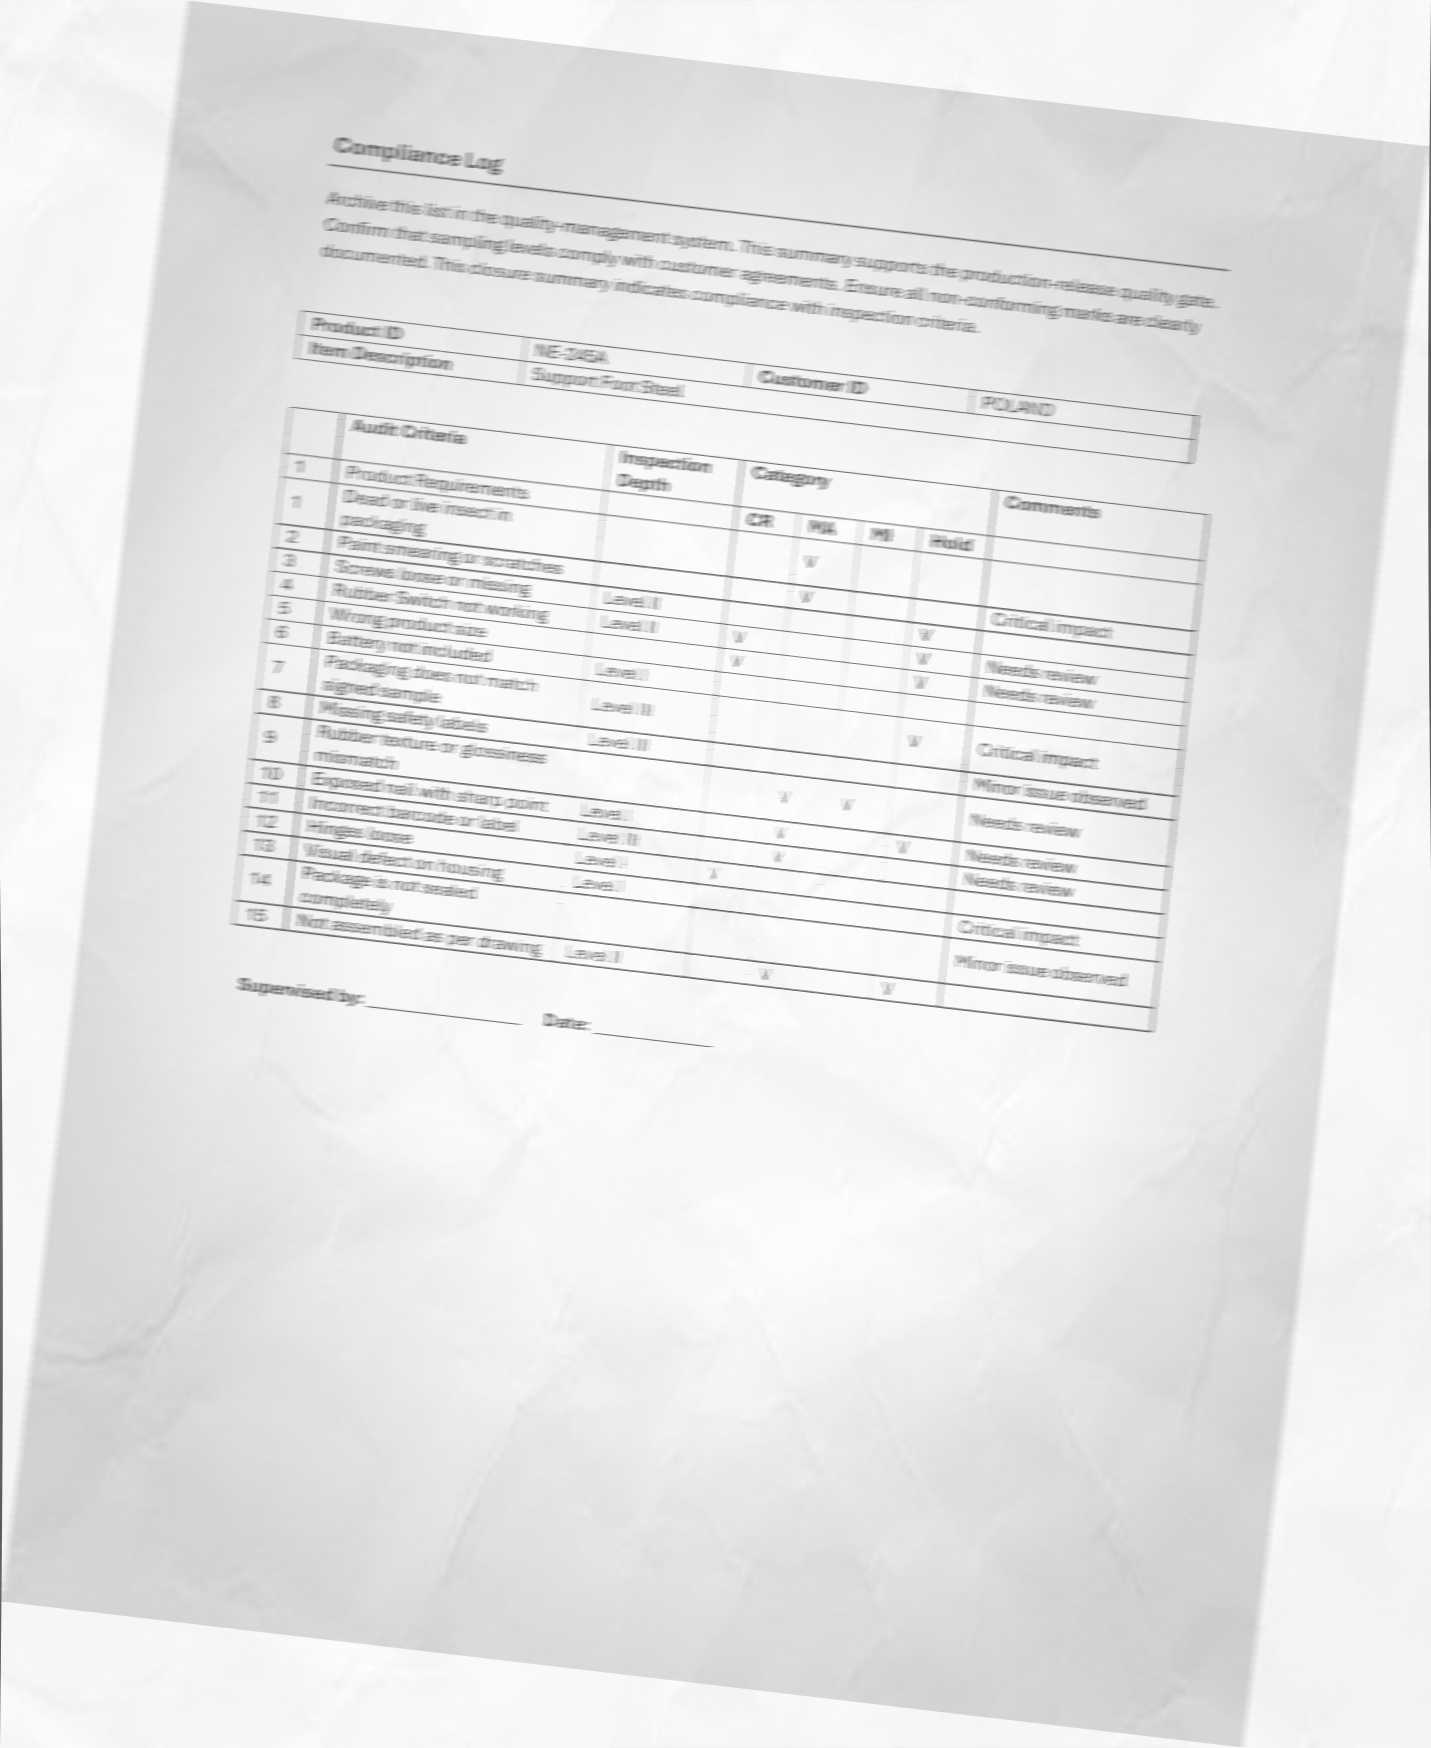 Compliance Log
Archive this list in the quality-management system. This summary supports the production-release quality gate.
Confirm that sampling levels comply with customer agreements. Ensure all non-conforming marks are clearly
documented. This closure summary indicates compliance with inspection criteria.
Product ID NE-245A Customer ID POLAND
Item Description Support Four Steel
Audit Criteria Inspection Category Comments
Depth
CR MA MI Hold
1 Product Requirements
1 Dead or live insect in V
packaging
2 Paint smearing or scratches V Critical impact
3 Screws loose or missing Level II V
4 Rubber Switch not working Level II V V Needs review
5 Wrong product size V V Needs review
6 Battery not included Level I
7 Packaging does not match Level III V Critical impact
signed sample
8 Missing safety labels Level III Minor issue observed
9 Rubber texture or glossiness V V Needs review
mismatch
10 Exposed nail with sharp point Level I V V Needs review
11 Incorrect barcode or label Level III V Needs review
12 Hinges loose Level I V
13 Visual defect on housing Level I Critical impact
14 Package is not sealed Minor issue observed
completely
15 Not assembled as per drawing Level II V V
Supervised by: Date: